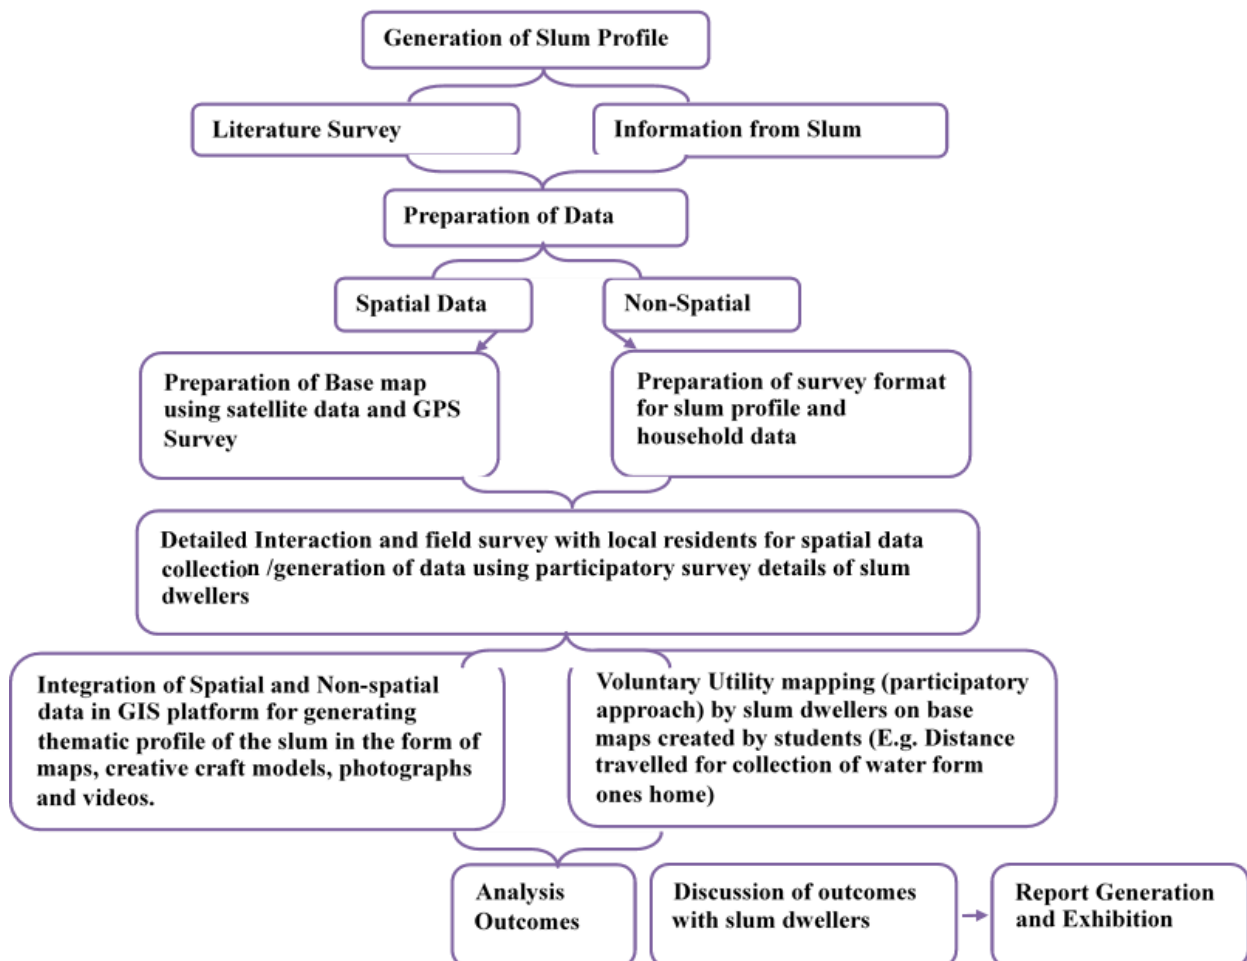 Generation of Slum Profile
Literature Survey
Information from Slum
Preparation of Data
Spatial Data
Non-Spatial
Preparation of Base map
using satellite data and GPS
Survey
Preparation of survey format
for slum profile and
household data
Detailed Interaction and field survey with local residents for spatial data
collection /generation of data using participatory survey details of slum
dwellers
Integration of Spatial and Non-spatial
data in GIS platform for generating
thematic profile of the slum in the form of
maps, creative craft models, photographs
and videos.
Voluntary Utility mapping (participatory
approach) by slum dwellers on base
maps created by students (E.g. Distance
travelled for collection of water form
ones home)
Analysis
Outcomes
Discussion of outcomes
with slum dwellers
Report Generation
and Exhibition